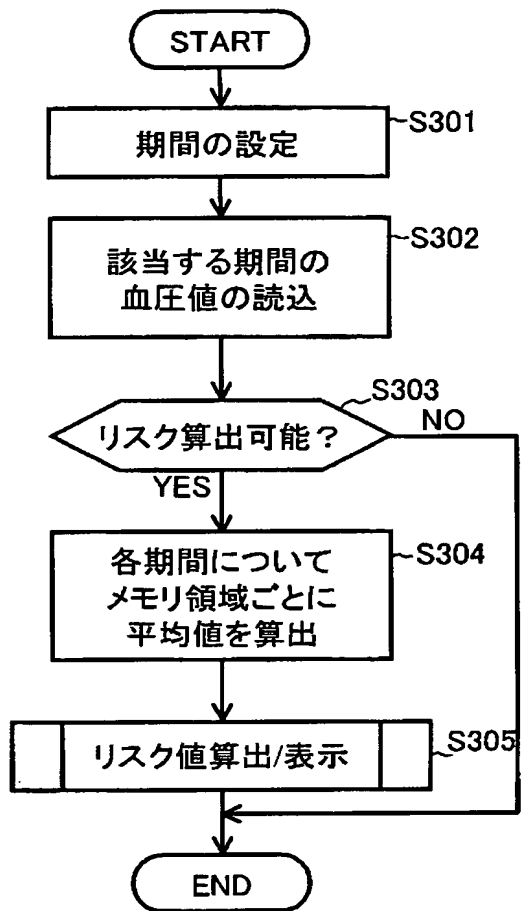 START
期間の設定
S301
該当する期間の
血圧値の読込
S302
リスク算出可能？
S303
NO
YES
各期間について
メモリ領域ごとに
平均値を算出
S304
リスク値算出/表示
S305
END